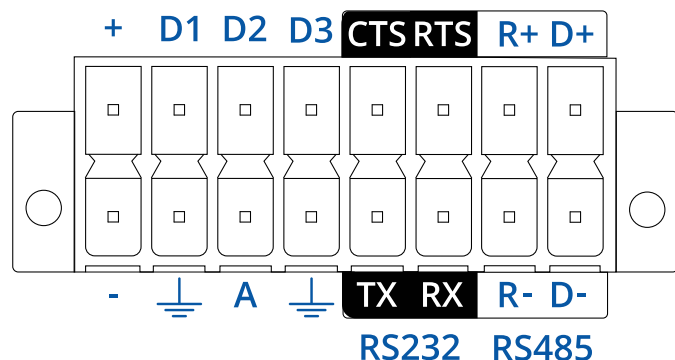 + D1 D2 D3 CTS RTS R+ D+
- A TX RX R- D-
RS232 RS485